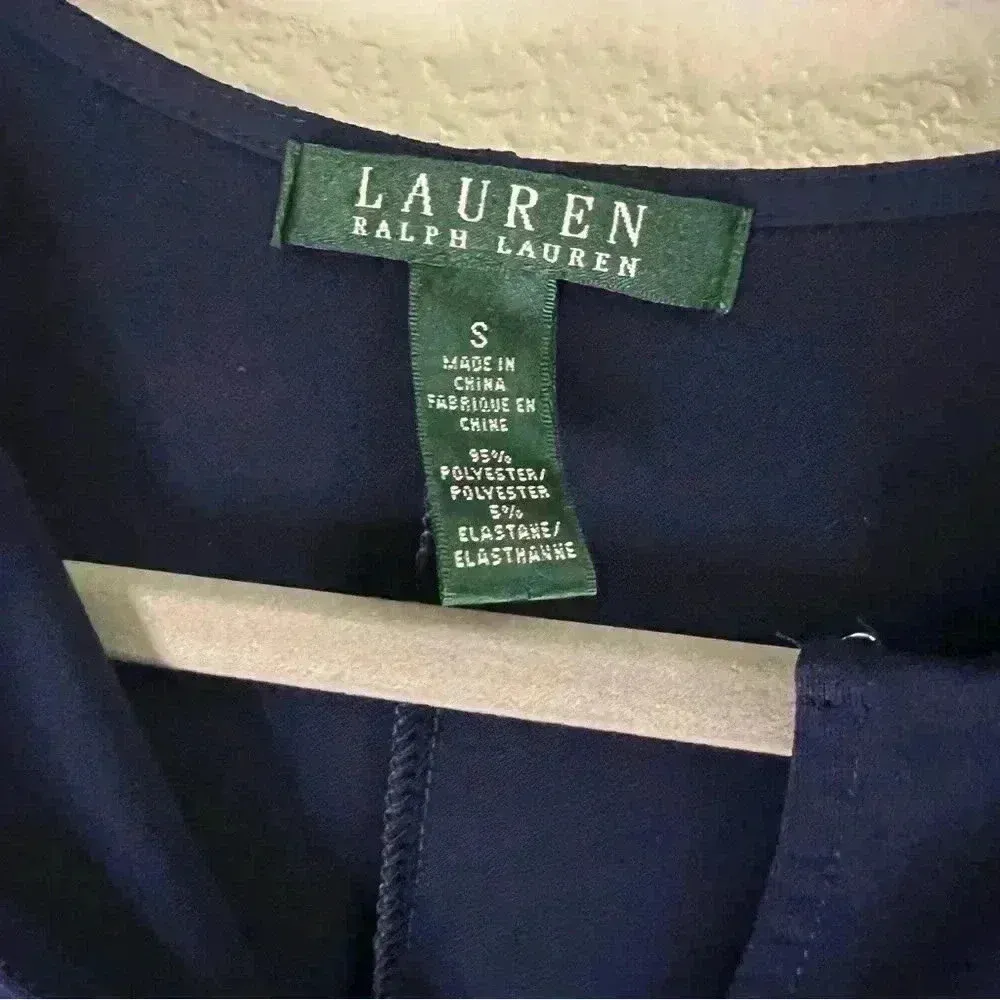 LAUREN
RALPH LAUREN
S
MADE IN
CHINA
FABRIQUE EN
CHINE
95%
POLYESTER/
POLYESTER
5%
ELASTANE/
ELASTHANNE